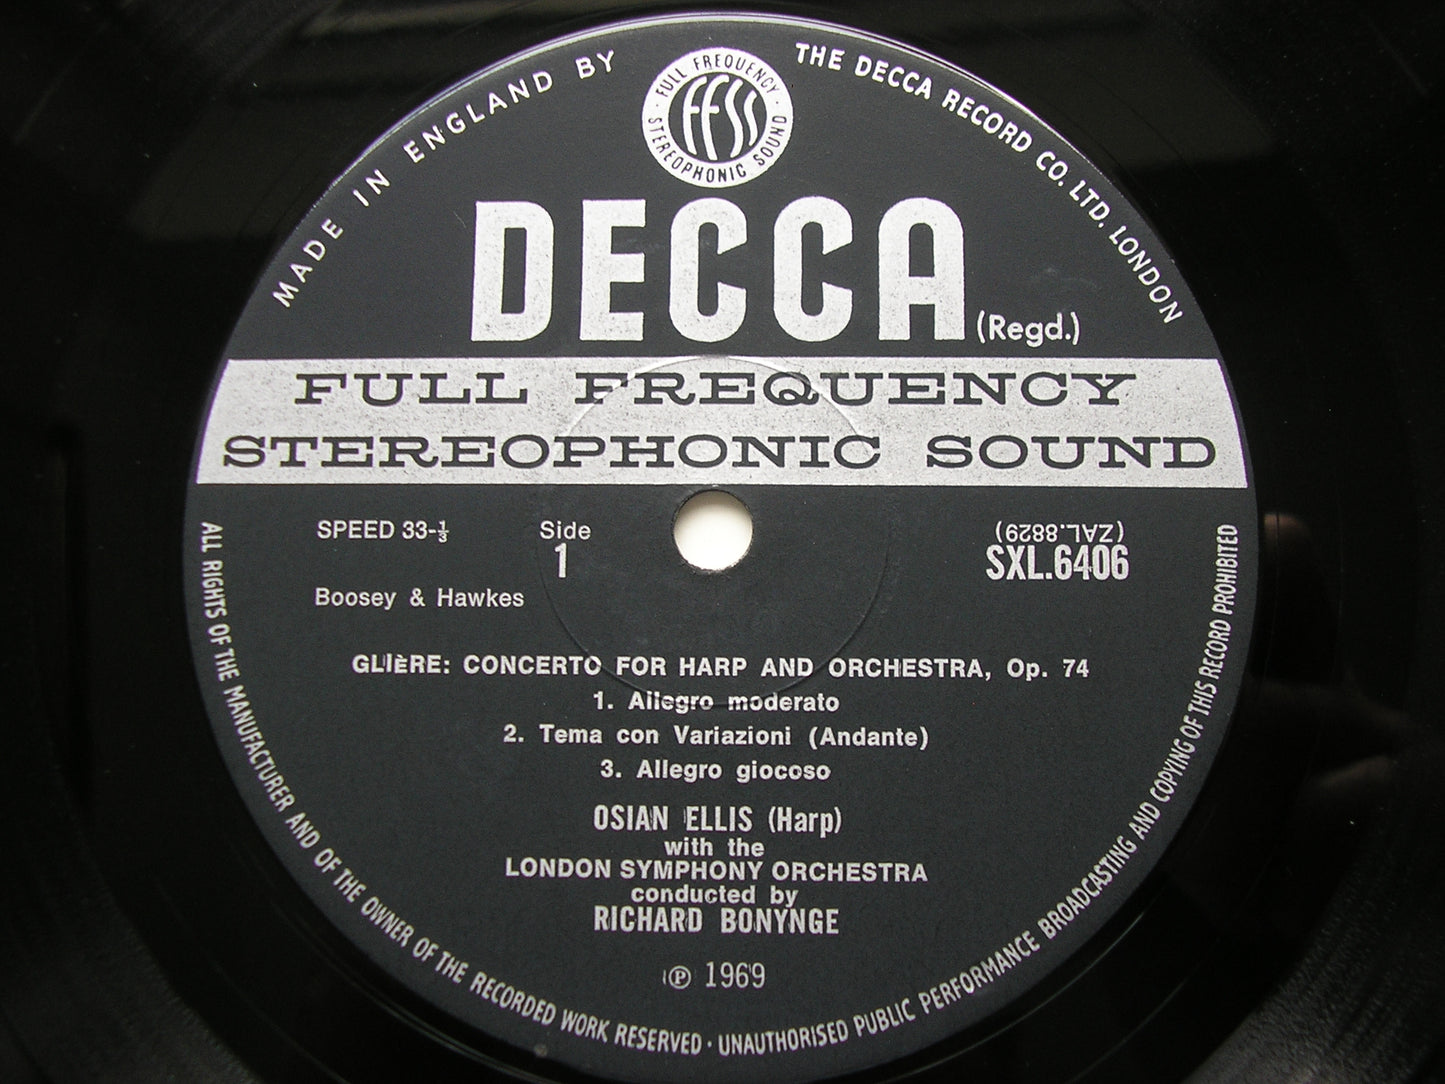 MADE IN ENGLAND BY
THE DECCA RECORD CO. LTD. LONDON
FULL FREQUENCY
ffss
STEREOPHONIC SOUND
DECCA
(Regd.)
FULL FREQUENCY
STEREOPHONIC SOUND
SPEED 33-⅓
Side
1
(ZAL.8829)
SXL.6406
Boosey & Hawkes
GLIÈRE: CONCERTO FOR HARP AND ORCHESTRA, Op. 74
1. Allegro moderato
2. Tema con Variazioni (Andante)
3. Allegro giocoso
OSIAN ELLIS (Harp)
with the
LONDON SYMPHONY ORCHESTRA
conducted by
RICHARD BONYNGE
℗ 1969
ALL RIGHTS OF THE MANUFACTURER AND OF THE OWNER OF THE RECORDED WORK RESERVED · UNAUTHORISED PUBLIC PERFORMANCE BROADCASTING AND COPYING OF THIS RECORD PROHIBITED